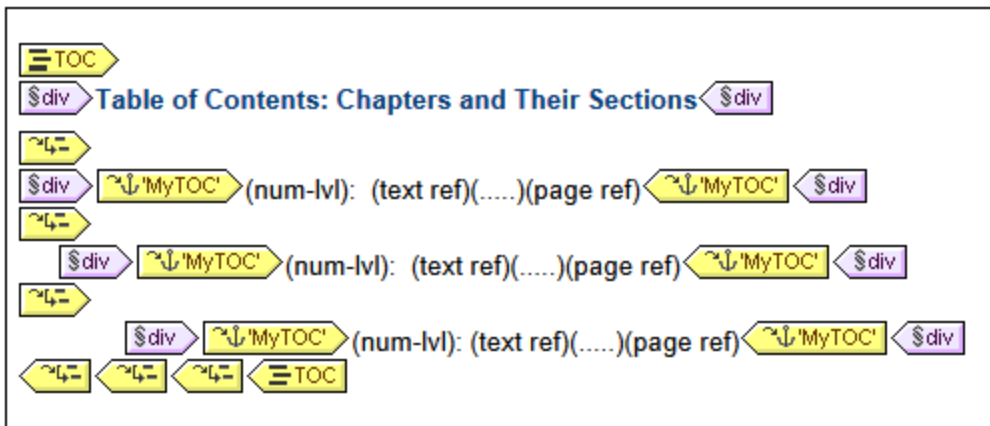 TOC
§div Table of Contents: Chapters and Their Sections §div
§div 'MyTOC' (num-lvl): (text ref)(.....)(page ref) 'MyTOC' §div
§div 'MyTOC' (num-lvl): (text ref)(.....)(page ref) 'MyTOC' §div
§div 'MyTOC' (num-lvl): (text ref)(.....)(page ref) 'MyTOC' §div
TOC